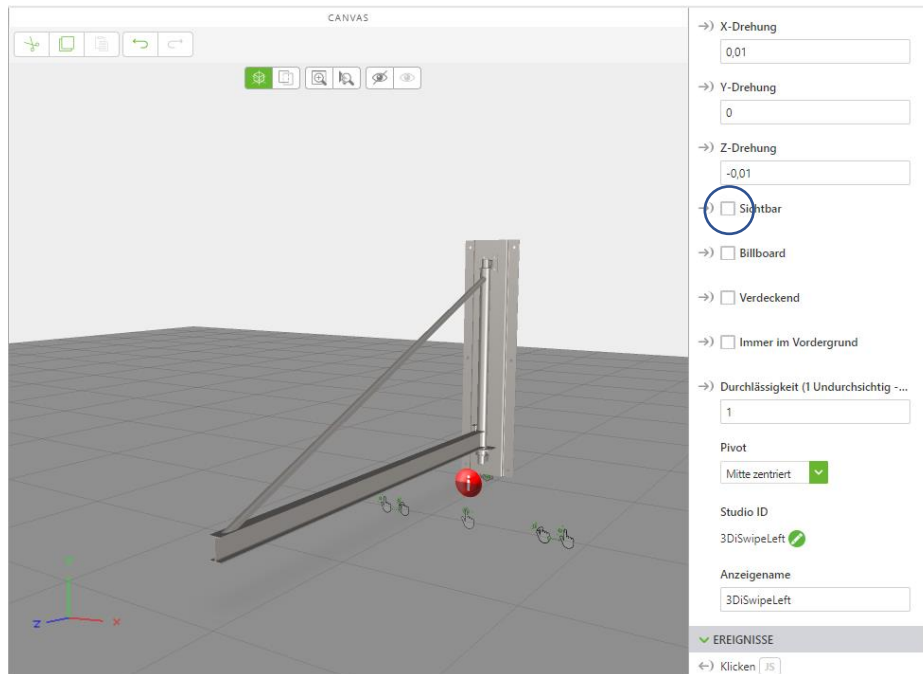 CANVAS
X-Drehung
0,01
Y-Drehung
0
Z-Drehung
-0,01
Sichtbar
Billboard
Verdeckend
Immer im Vordergrund
Durchlässigkeit (1 Undurchsichtig -...
1
Pivot
Mitte zentriert
Studio ID
3DiSwipeLeft
Anzeigename
3DiSwipeLeft
EREIGNISSE
Klicken JS
i
Z
X